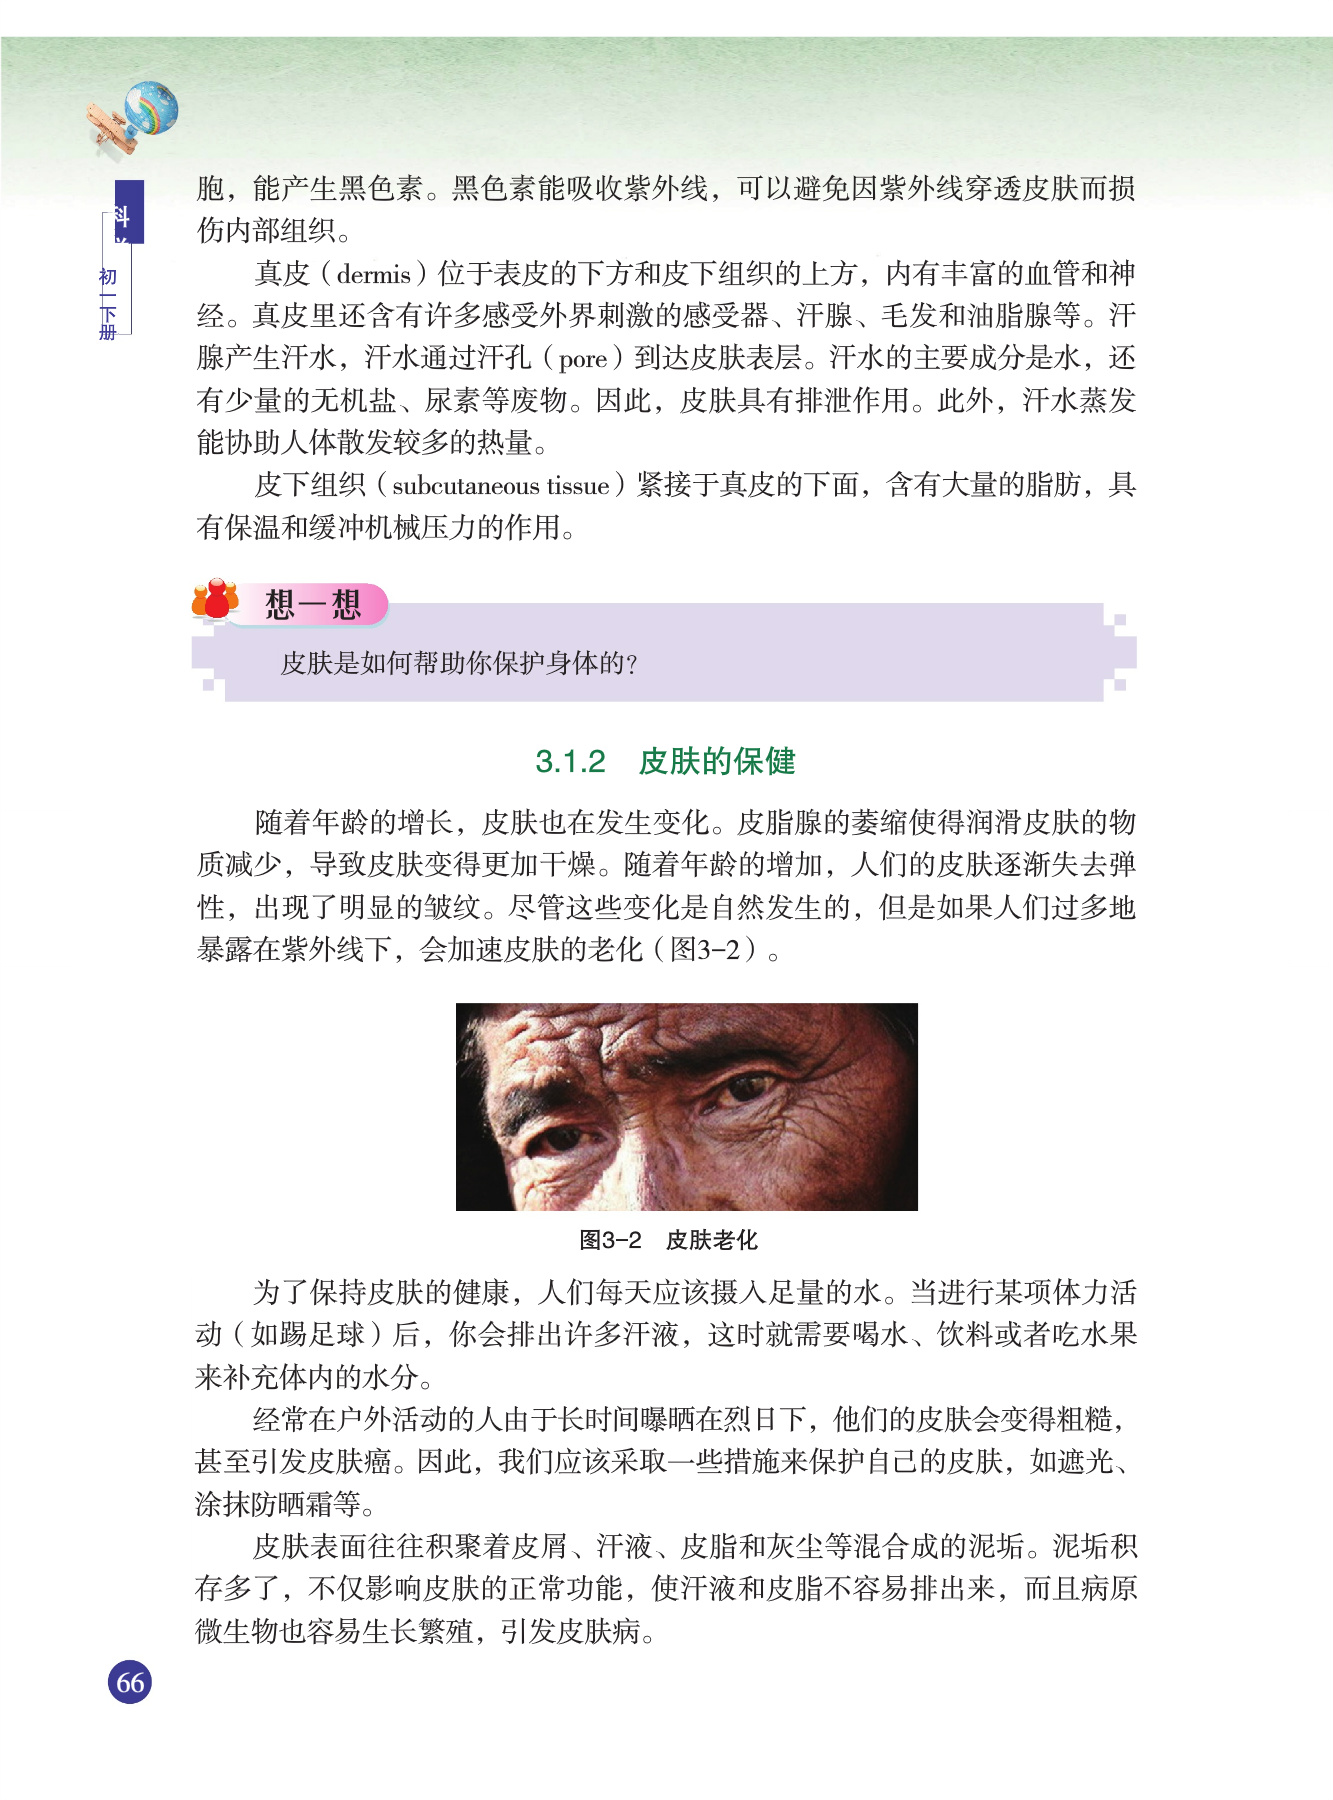 科
初一下册
胞，能产生黑色素。黑色素能吸收紫外线，可以避免因紫外线穿透皮肤而损
伤内部组织。
真皮（dermis）位于表皮的下方和皮下组织的上方，内有丰富的血管和神
经。真皮里还含有许多感受外界刺激的感受器、汗腺、毛发和油脂腺等。汗
腺产生汗水，汗水通过汗孔（pore）到达皮肤表层。汗水的主要成分是水，还
有少量的无机盐、尿素等废物。因此，皮肤具有排泄作用。此外，汗水蒸发
能协助人体散发较多的热量。
皮下组织（subcutaneous tissue）紧接于真皮的下面，含有大量的脂肪，具
有保温和缓冲机械压力的作用。
想一想
皮肤是如何帮助你保护身体的？
3.1.2 皮肤的保健
随着年龄的增长，皮肤也在发生变化。皮脂腺的萎缩使得润滑皮肤的物
质减少，导致皮肤变得更加干燥。随着年龄的增加，人们的皮肤逐渐失去弹
性，出现了明显的皱纹。尽管这些变化是自然发生的，但是如果人们过多地
暴露在紫外线下，会加速皮肤的老化（图3-2）。
图3-2 皮肤老化
为了保持皮肤的健康，人们每天应该摄入足量的水。当进行某项体力活
动（如踢足球）后，你会排出许多汗液，这时就需要喝水、饮料或者吃水果
来补充体内的水分。
经常在户外活动的人由于长时间曝晒在烈日下，他们的皮肤会变得粗糙，
甚至引发皮肤癌。因此，我们应该采取一些措施来保护自己的皮肤，如遮光、
涂抹防晒霜等。
皮肤表面往往积聚着皮屑、汗液、皮脂和灰尘等混合成的泥垢。泥垢积
存多了，不仅影响皮肤的正常功能，使汗液和皮脂不容易排出来，而且病原
微生物也容易生长繁殖，引发皮肤病。
66